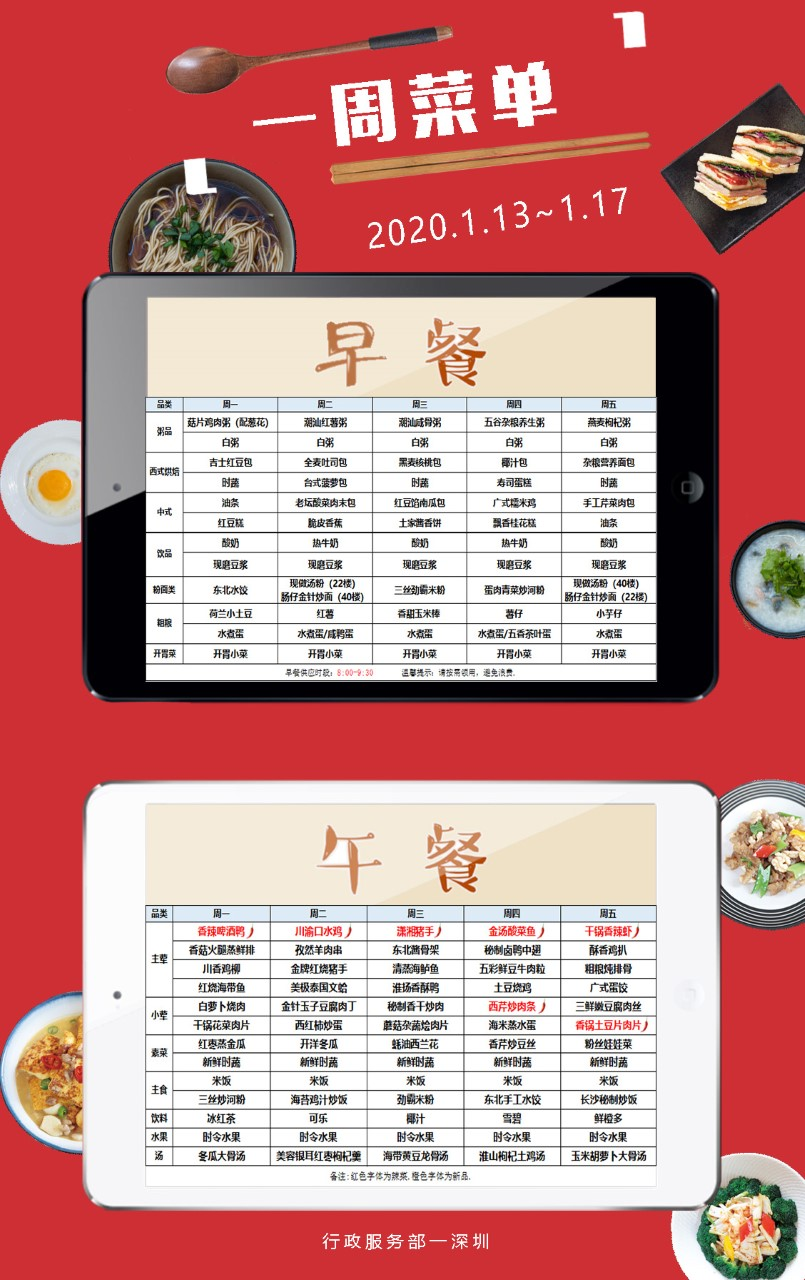 一周菜单
2020.1.13~1.17
早餐
品类 周一 周二 周三 周四 周五
粥品 菇片鸡肉粥（配葱花） 潮汕红薯粥 潮汕咸骨粥 五谷杂粮养生粥 燕麦枸杞粥
白粥 白粥 白粥 白粥 白粥
西式烘焙 吉士红豆包 全麦吐司包 黑麦核桃包 椰汁包 杂粮营养面包
时蔬 台式菠萝包 时蔬 寿司蛋糕 时蔬
中式 油条 老坛酸菜肉末包 红豆馅南瓜包 广式糯米鸡 手工芹菜肉包
红豆糕 脆皮香蕉 土家酱香饼 飘香桂花糕 油条
饮品 酸奶 热牛奶 酸奶 热牛奶 酸奶
现磨豆浆 现磨豆浆 现磨豆浆 现磨豆浆 现磨豆浆
粉面类 东北水饺 现做汤粉（22楼） 三丝劲霸米粉 蛋肉青菜炒河粉 现做汤粉（40楼）
肠仔金针炒面（40楼） 肠仔金针炒面（22楼）
粗粮 荷兰小土豆 红薯 香甜玉米棒 薯仔 小芋仔
水煮蛋 水煮蛋/咸鸭蛋 水煮蛋 水煮蛋/五香茶叶蛋 水煮蛋
开胃菜 开胃小菜 开胃小菜 开胃小菜 开胃小菜 开胃小菜
早餐供应时段：8:00-9:30 温馨提示：请按需领用，避免浪费.
午餐
品类 周一 周二 周三 周四 周五
主荤 香辣啤酒鸭 川渝口水鸡 潇湘猪手 金汤酸菜鱼 干锅香辣虾
香菇火腿蒸鲜排 孜然羊肉串 东北酱骨架 秘制卤鸭中翅 酥香鸡扒
川香鸡柳 金牌红烧猪手 清蒸海鲈鱼 五彩鲜豆牛肉粒 粗粮炖排骨
红烧海带鱼 美极泰国文蛤 淮扬香酥鸭 土豆烧鸡 广式蛋饺
小荤 白萝卜烧肉 金针玉子豆腐肉丁 秘制香干炒肉 西芹炒肉条 三鲜嫩豆腐肉丝
干锅花菜肉片 西红柿炒蛋 蘑菇杂蔬烩肉片 海米蒸水蛋 香锅土豆片肉片
素菜 红枣蒸金瓜 开洋冬瓜 蚝油西兰花 香芹炒豆丝 粉丝娃娃菜
新鲜时蔬 新鲜时蔬 新鲜时蔬 新鲜时蔬 新鲜时蔬
主食 米饭 米饭 米饭 米饭 米饭
三丝炒河粉 海苔鸡汁炒饭 劲霸米粉 东北手工水饺 长沙秘制炒饭
饮料 冰红茶 可乐 椰汁 雪碧 鲜橙多
水果 时令水果 时令水果 时令水果 时令水果 时令水果
汤 冬瓜大骨汤 美容银耳红枣枸杞羹 海带黄豆龙骨汤 淮山枸杞土鸡汤 玉米胡萝卜大骨汤
备注：红色字体为辣菜.橙色字体为新品.
行政服务部—深圳